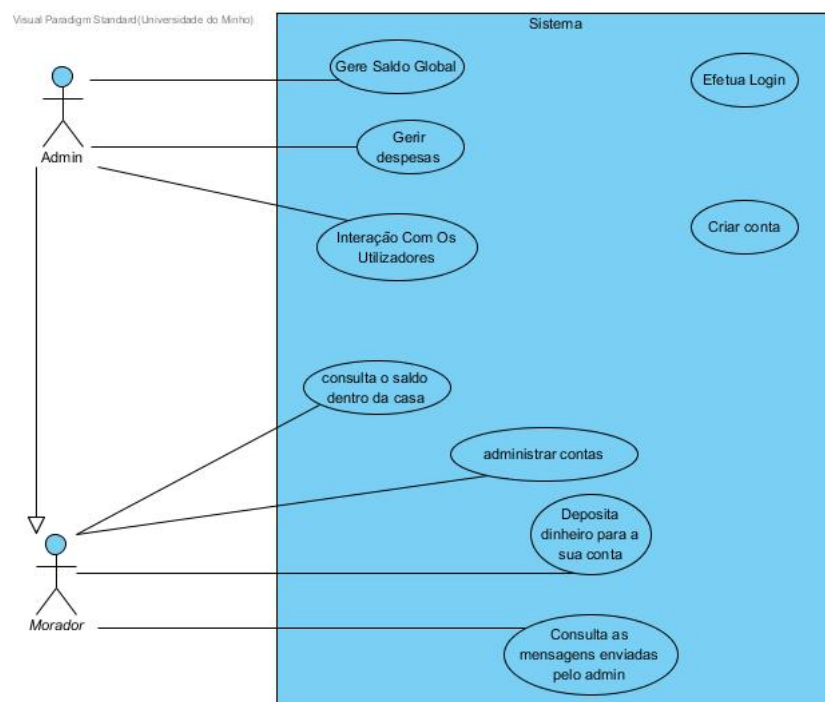 Visual Paradigm Standard(Universidade do Minho)
Sistema
Gere Saldo Global
Efetua Login
Gerir
despesas
Admin
Interação Com Os
Utilizadores
Criar conta
consulta o saldo
dentro da casa
administrar contas
Deposita
dinheiro para a
sua conta
Morador
Consulta as
mensagens enviadas
pelo admin